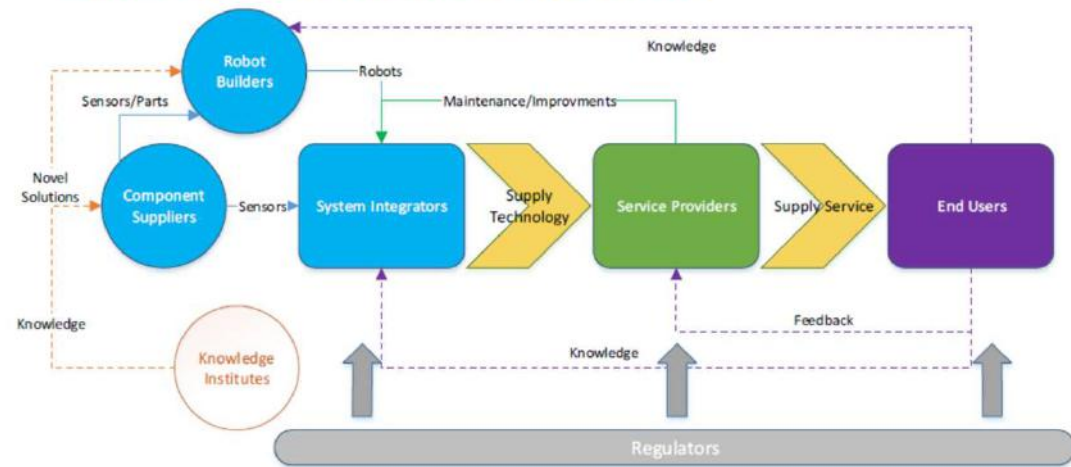 Knowledge
Robot
Builders
Robots
Sensors/Parts
Maintenance/Improvments
Novel
Solutions
Component
Suppliers
Sensors
System Integrators
Supply
Technology
Service Providers
Supply Service
End Users
Feedback
Knowledge
Knowledge
Knowledge
Institutes
Regulators